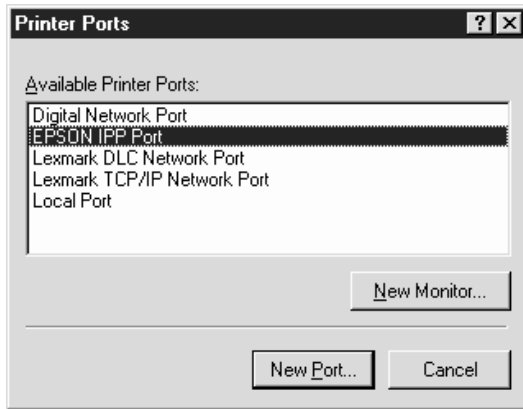 Printer Ports
Available Printer Ports:
Digital Network Port
EPSON IPP Port
Lexmark DLC Network Port
Lexmark TCP/IP Network Port
Local Port
New Monitor...
New Port...
Cancel